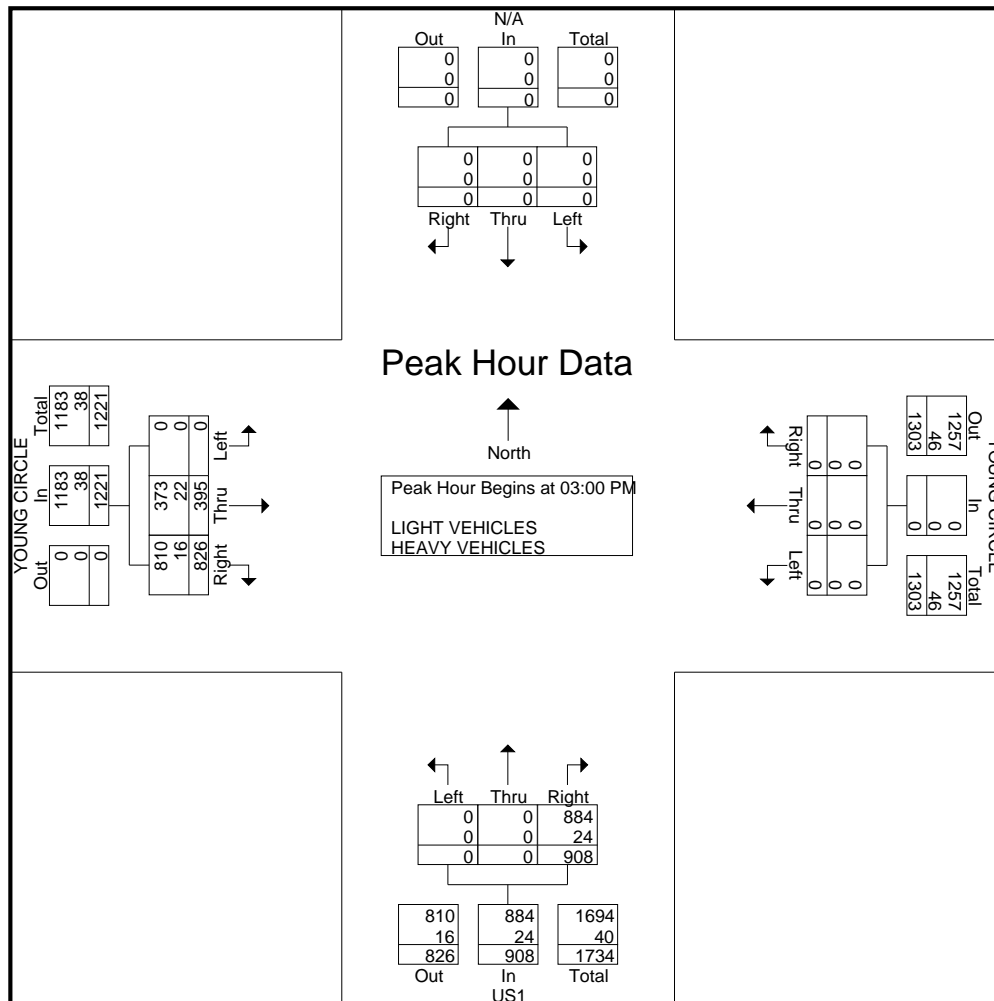 N/A
Out In Total
0 0 0
0 0 0
0 0 0
0 0 0
0 0 0
0 0 0
Right Thru Left
Peak Hour Data
North
Peak Hour Begins at 03:00 PM
LIGHT VEHICLES
HEAVY VEHICLES
YOUNG CIRCLE
Out In Total
0 1183 1183
0 38 38
0 1221 1221
Right Thru Left
810 373 0
16 22 0
826 395 0
YOUNG CIRCLE
Out In Total
1257 0 1257
46 0 46
1303 0 1303
Right Thru Left
0 0 0
0 0 0
0 0 0
Left Thru Right
0 0 884
0 0 24
0 0 908
810 884 1694
16 24 40
826 908 1734
Out In Total
US1